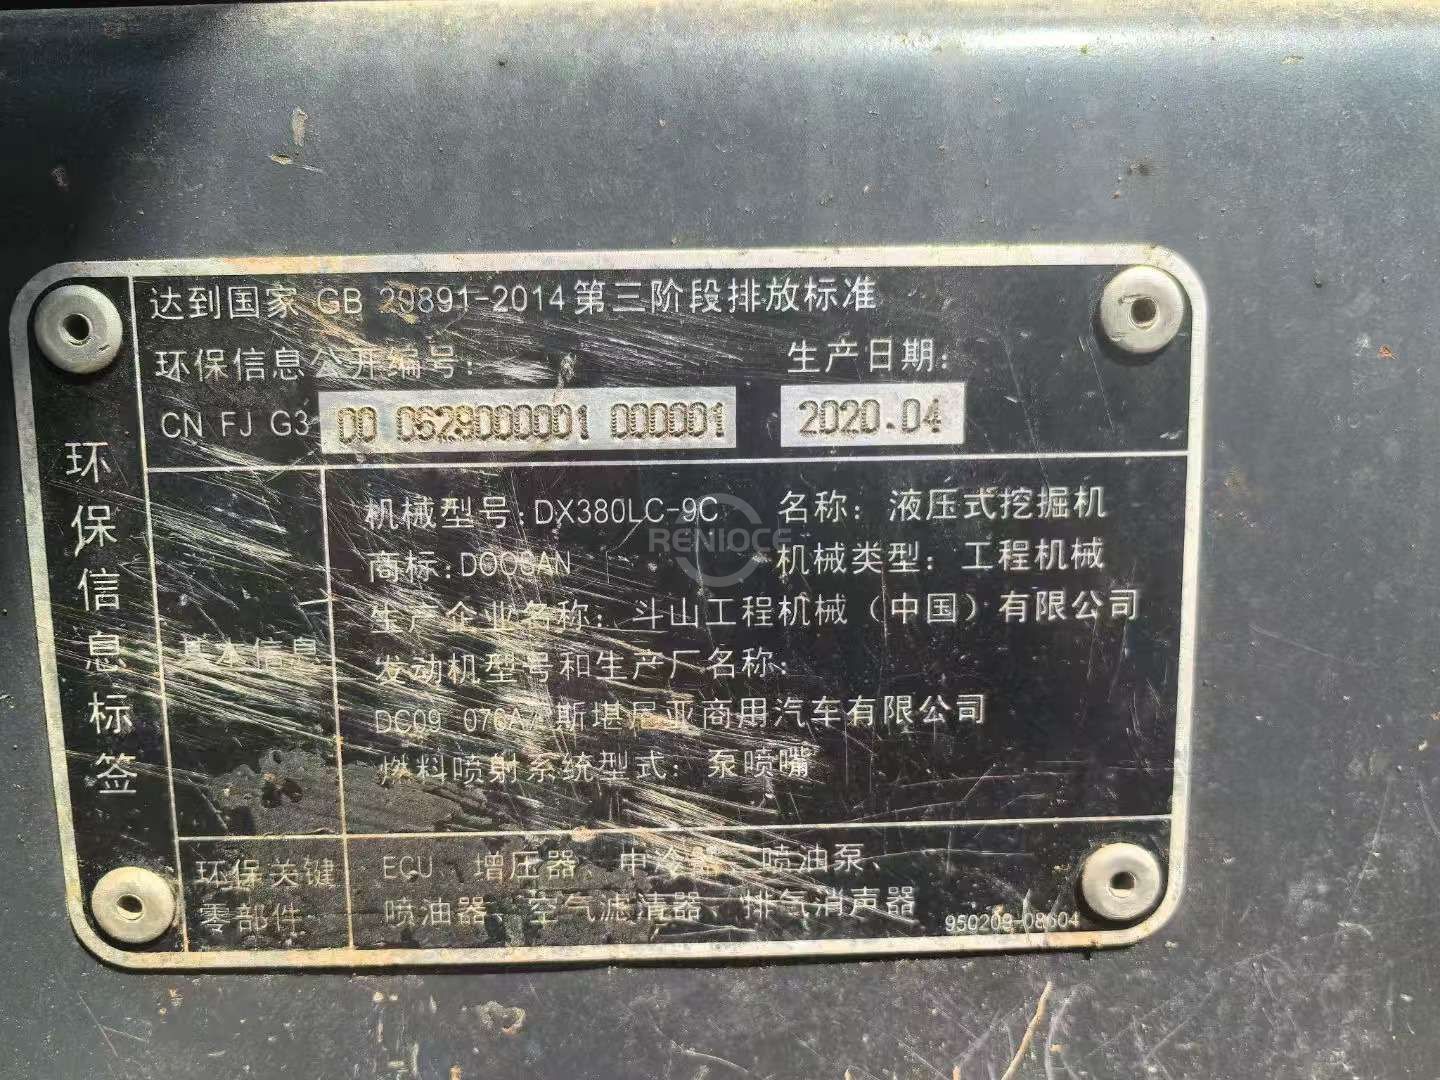 达到国家 GB 20891-2014第三阶段排放标准
环保信息公开编号:
生产日期:
CN FJ G3 00 0629000001 000001
2020.04
环保信息标签
基本信息
机械型号: DX380LC-9C
名称: 液压式挖掘机
商标: DOOSAN
机械类型: 工程机械
生产企业名称: 斗山工程机械(中国)有限公司
发动机型号和生产厂名称:
DC09 076A/斯堪尼亚商用汽车有限公司
燃料喷射系统型式: 泵喷嘴
环保关键
零部件
ECU、增压器、中冷器、喷油泵、
喷油器、空气滤清器、排气消声器
950209-08604
RENIOCE